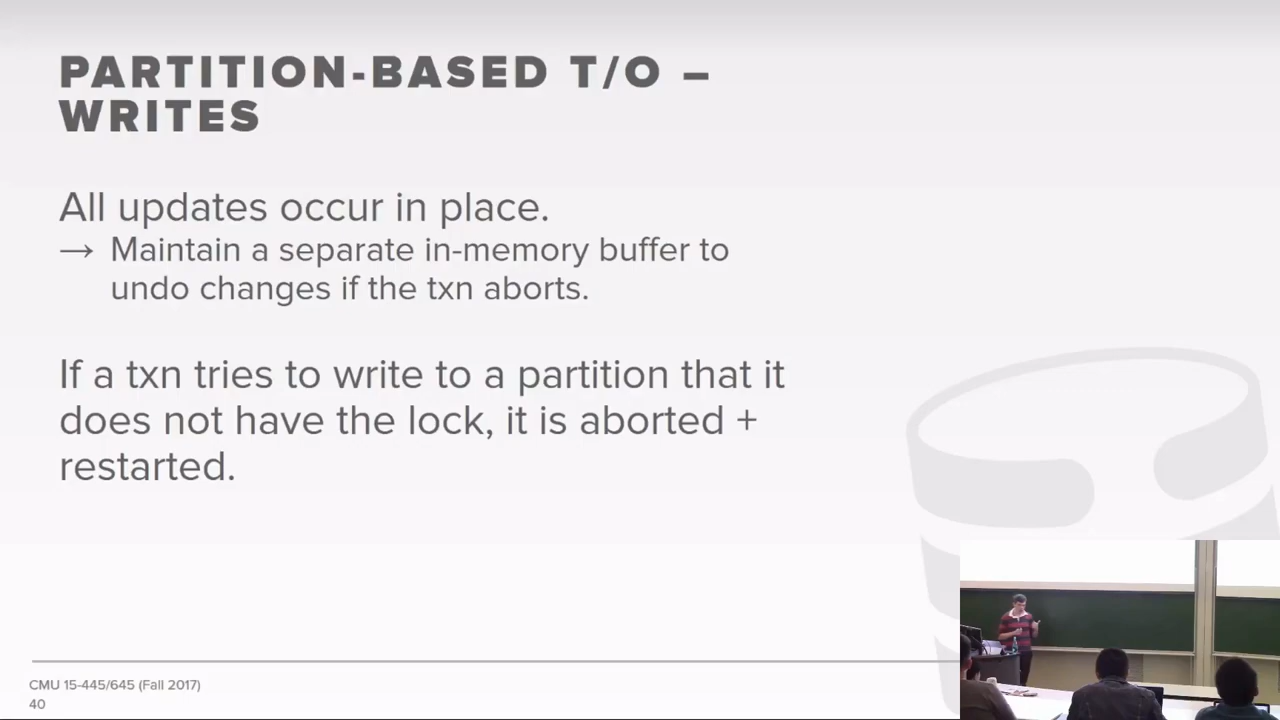 PARTITION-BASED T/O –
WRITES
All updates occur in place.
→ Maintain a separate in-memory buffer to
undo changes if the txn aborts.
If a txn tries to write to a partition that it
does not have the lock, it is aborted +
restarted.
CMU 15-445/645 (Fall 2017)
40